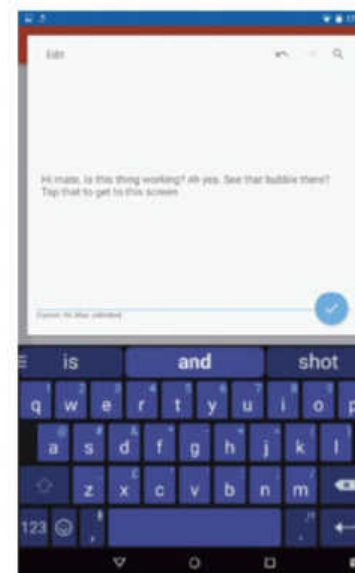 Edit
Hi mate, Is this thing working? Ah yes. See that bubble there?
Tap that to get to this screen
is and shot
q w e r t y u i o p
a s d f g h j k l
z x c v b n m
123